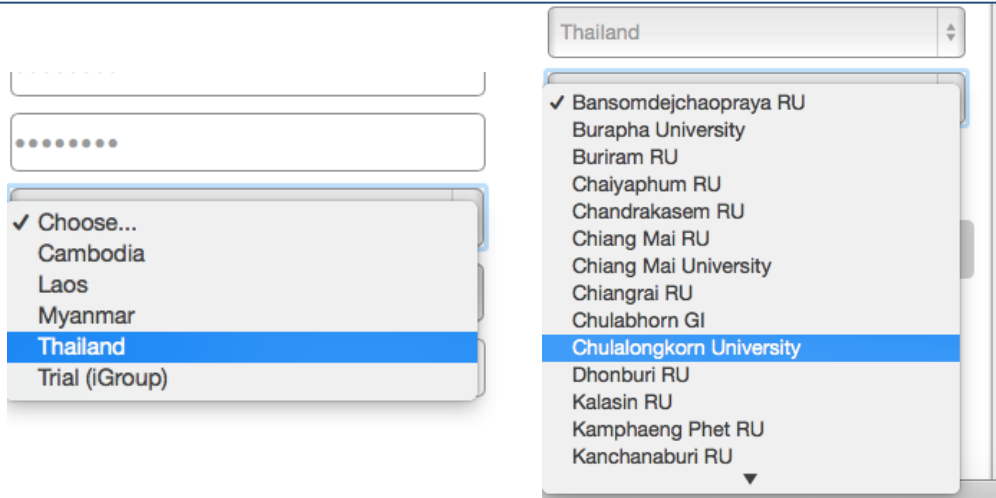 Choose...
Cambodia
Laos
Myanmar
Thailand
Trial (iGroup)
Thailand
Bansomdejchaopraya RU
Burapha University
Buriram RU
Chaiyaphum RU
Chandrakasem RU
Chiang Mai RU
Chiang Mai University
Chiangrai RU
Chulabhorn GI
Chulalongkorn University
Dhonburi RU
Kalasin RU
Kamphaeng Phet RU
Kanchanaburi RU